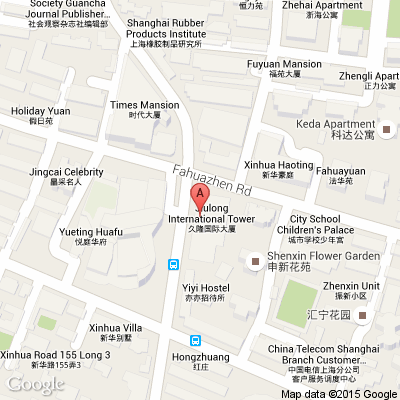 Society Guancha
Journal Publisher...
社会观察杂志社编辑部
Shanghai Rubber
Products Institute
上海橡胶制品研究所
恒力苑
Zhehai Apartment
浙海公寓
Fuyuan Mansion
福苑大厦
Zhengli Apartment
正力公寓
Holiday Yuan
假日苑
Times Mansion
时代大厦
Keda Apartment
科达公寓
Jingcai Celebrity
晶采名人
Fahuazhen Rd
Xinhua Haoting
新华豪庭
Fahuayuan
法华苑
A
Jiulong
International Tower
久隆国际大厦
City School
Children's Palace
城市学校少年宫
Yueting Huafu
悦庭华府
Shenxin Flower Garden
申新花苑
Yiyi Hostel
亦亦招待所
Zhenxin Unit
振新小区
汇宁花园
Xinhua Villa
新华别墅
Xinhua Road 155 Long 3
新华路155弄3
Hongzhuang
红庄
China Telecom Shanghai
Branch Customer...
中国电信上海分公司
客户服务调度中心
Google
©2015 Google